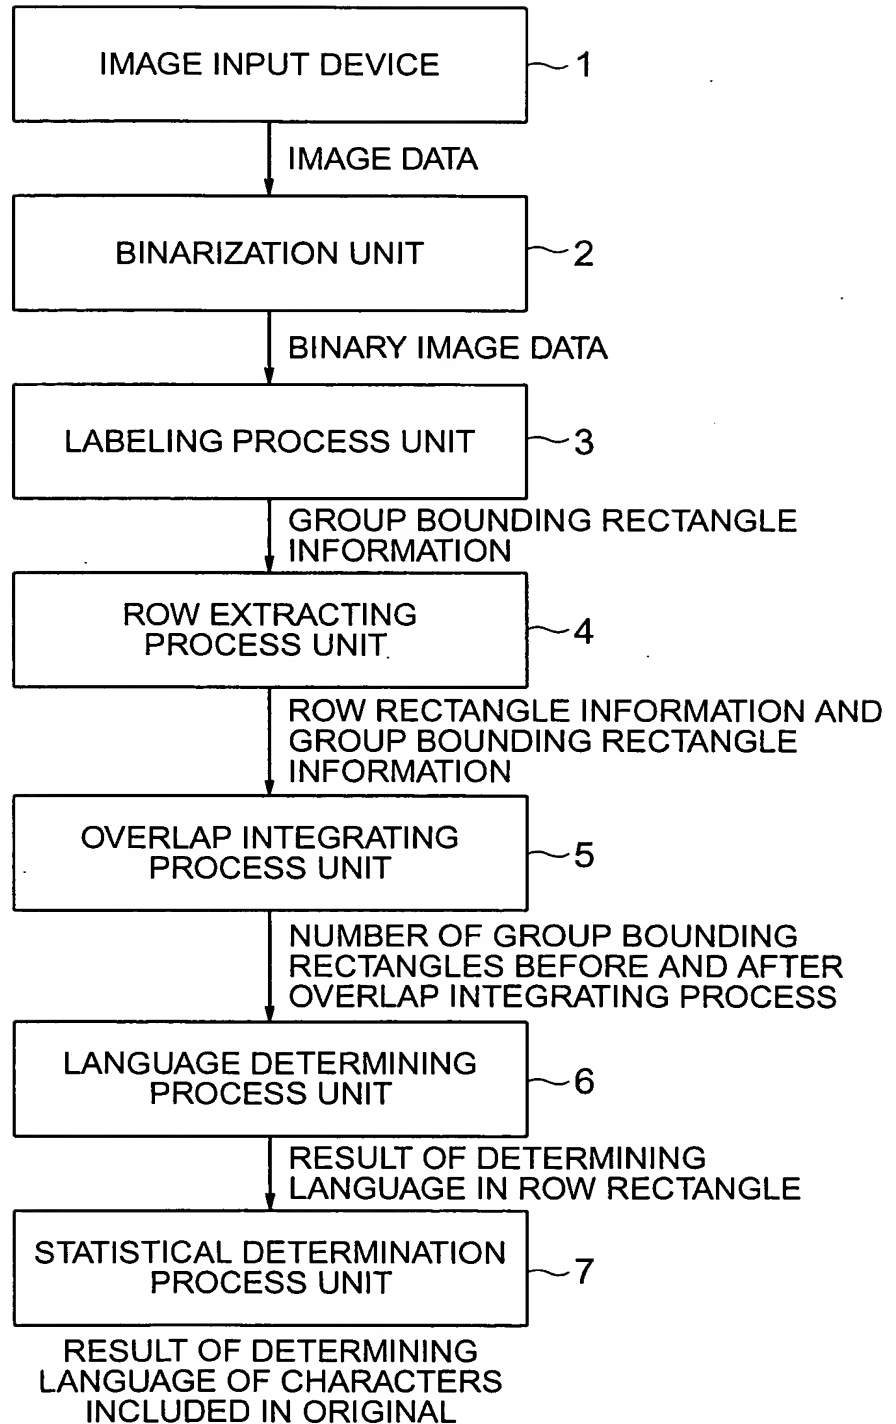 IMAGE INPUT DEVICE
1
IMAGE DATA
BINARIZATION UNIT
2
BINARY IMAGE DATA
LABELING PROCESS UNIT
3
GROUP BOUNDING RECTANGLE
INFORMATION
ROW EXTRACTING
PROCESS UNIT
4
ROW RECTANGLE INFORMATION AND
GROUP BOUNDING RECTANGLE
INFORMATION
OVERLAP INTEGRATING
PROCESS UNIT
5
NUMBER OF GROUP BOUNDING
RECTANGLES BEFORE AND AFTER
OVERLAP INTEGRATING PROCESS
LANGUAGE DETERMINING
PROCESS UNIT
6
RESULT OF DETERMINING
LANGUAGE IN ROW RECTANGLE
STATISTICAL DETERMINATION
PROCESS UNIT
7
RESULT OF DETERMINING
LANGUAGE OF CHARACTERS
INCLUDED IN ORIGINAL